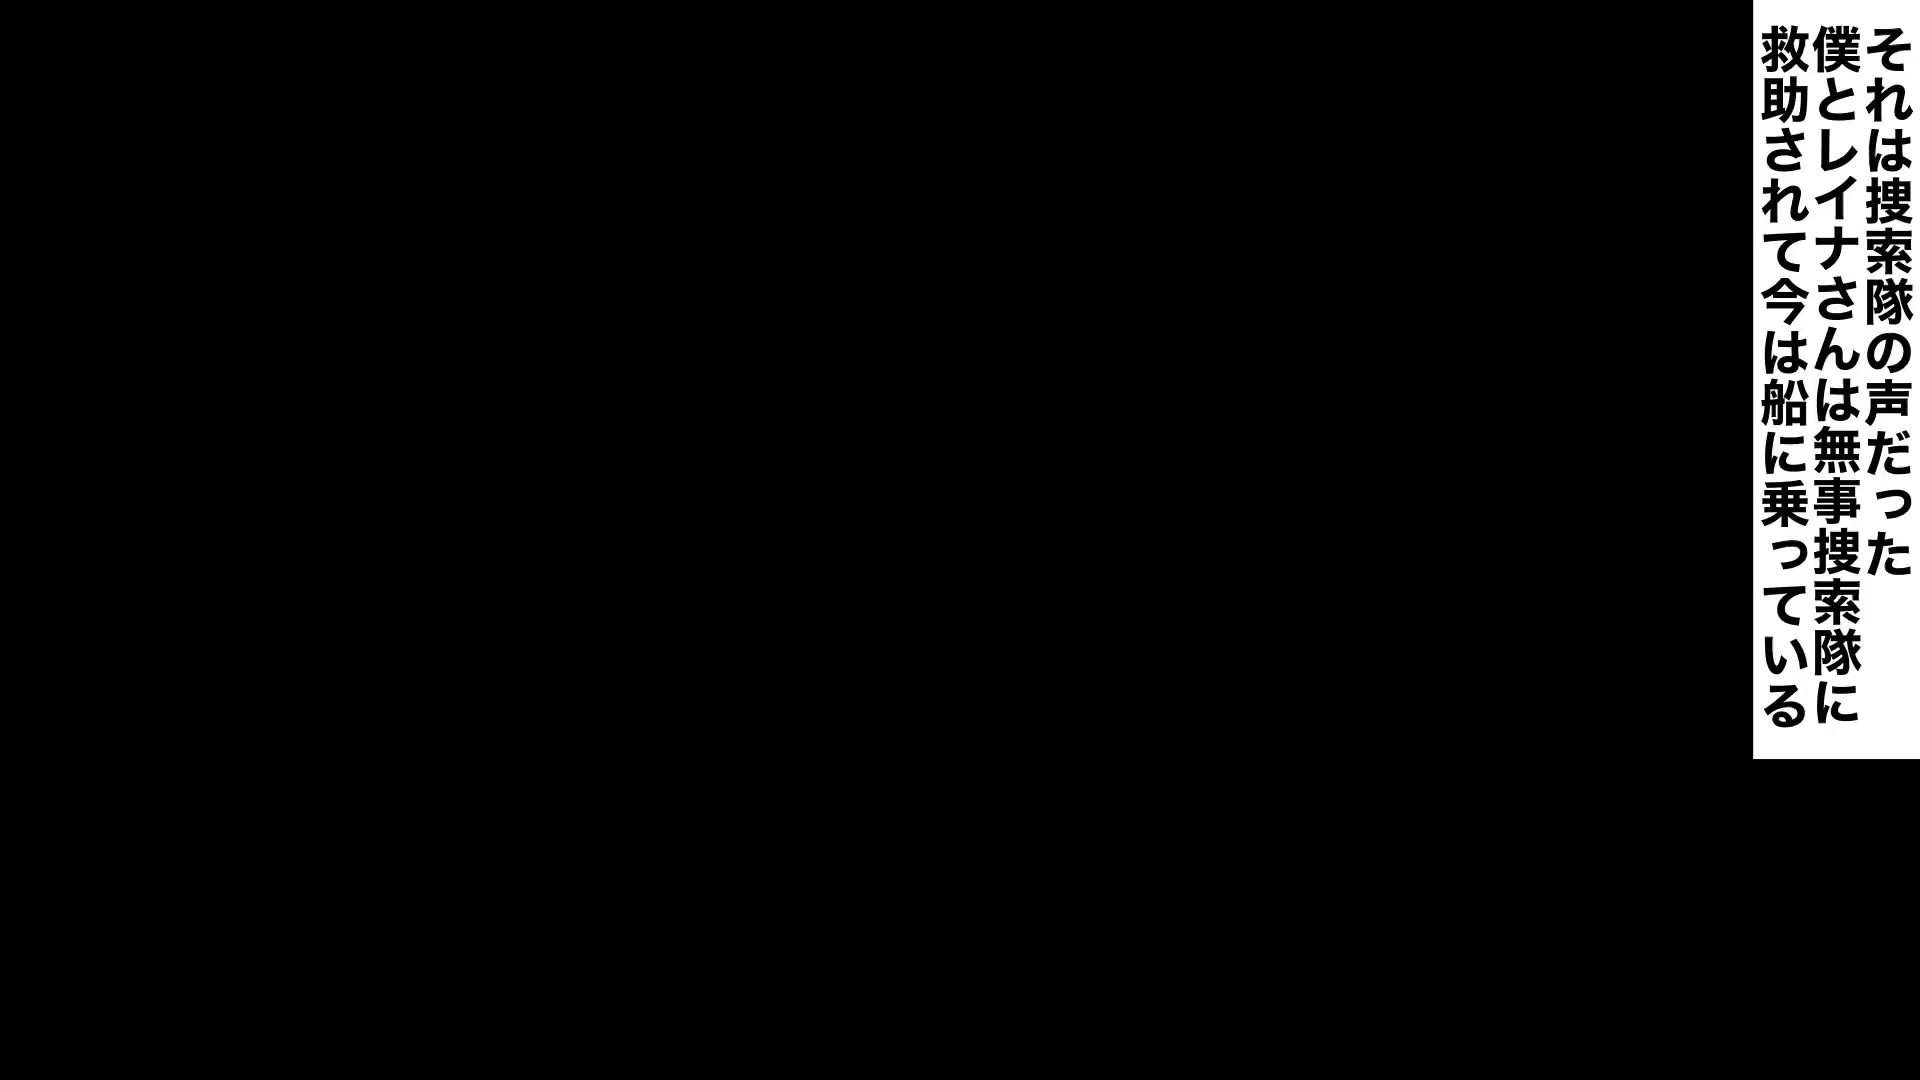 それは捜索隊の声だった
僕とレイナさんは無事捜索隊に
救助されて今は船に乗っている